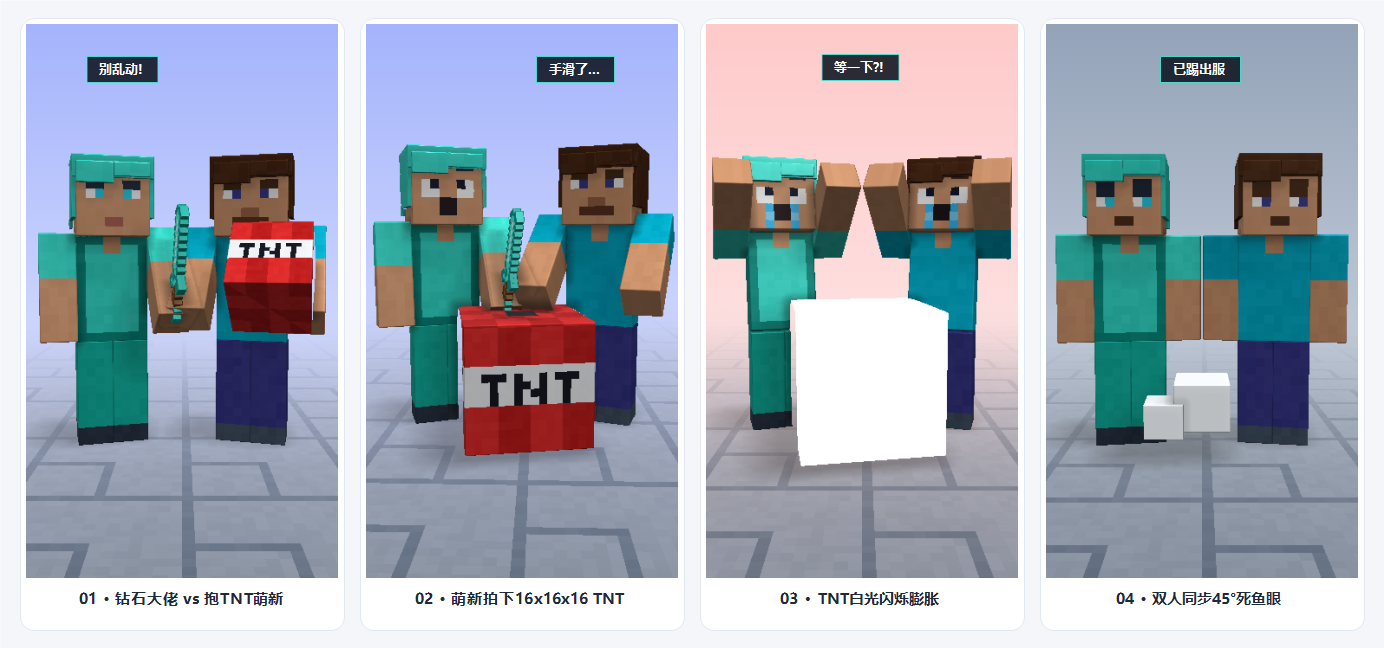 别乱动!
手滑了...
等一下?!
已踢出服
TNT
TNT
01 · 钻石大佬 vs 抱TNT萌新
02 · 萌新拍下16x16x16 TNT
03 · TNT白光闪烁膨胀
04 · 双人同步45°死鱼眼